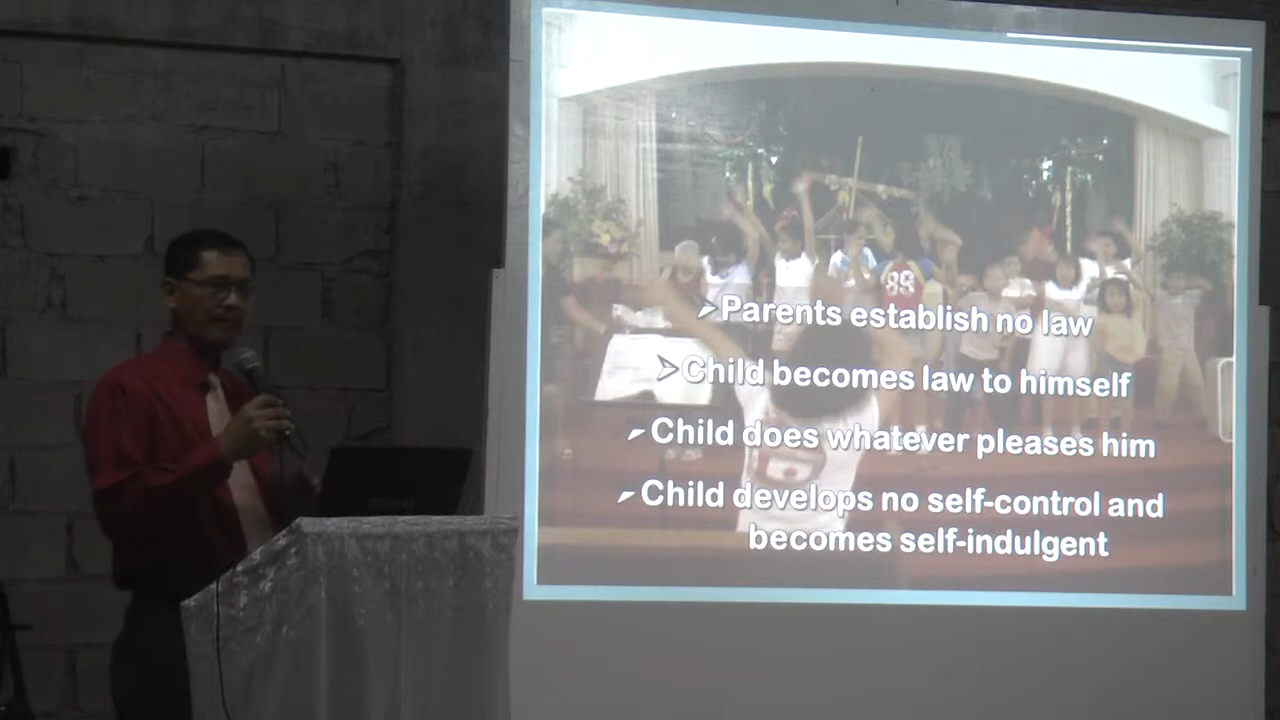 89
➢Parents establish no law
➢Child becomes law to himself
➢Child does whatever pleases him
➢Child develops no self-control and
becomes self-indulgent